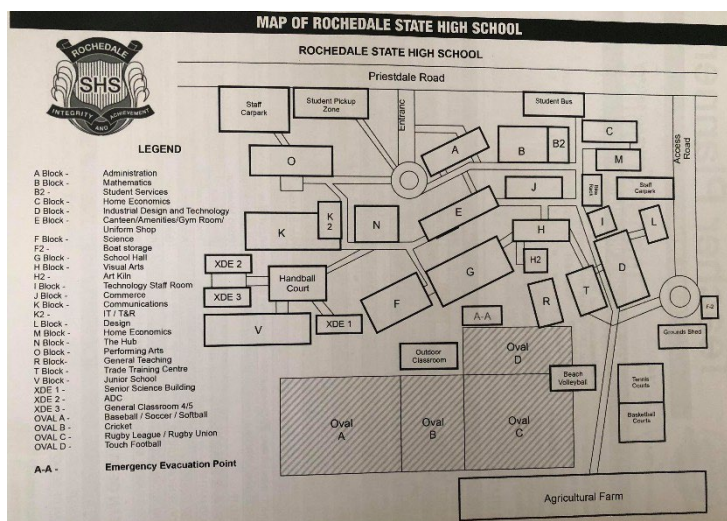 MAP OF ROCHEDALE STATE HIGH SCHOOL
ROCHEDALE STATE HIGH SCHOOL
ROCHEDALE
SHS
INTEGRITY AND ACHIEVEMENT
Priestdale Road
Staff Carpark
Student Pickup Zone
Entranc
Student Bus
Access Road
LEGEND
A Block - Administration
B Block - Mathematics
B2 - Student Services
C Block - Home Economics
D Block - Industrial Design and Technology
E Block - Canteen/Amenities/Gym Room/
Uniform Shop
F Block - Science
F2 - Boat storage
G Block - School Hall
H Block - Visual Arts
H2 - Art Kiln
I Block - Technology Staff Room
J Block - Commerce
K Block - Communications
K2 - IT / T&R
L Block - Design
M Block - Home Economics
N Block - The Hub
O Block - Performing Arts
R Block - General Teaching
T Block - Trade Training Centre
V Block - Junior School
XDE 1 - Senior Science Building
XDE 2 - ADC
XDE 3 - General Classroom 4/5
OVAL A - Baseball / Soccer / Softball
OVAL B - Cricket
OVAL C - Rugby League / Rugby Union
OVAL D - Touch Football
A-A - Emergency Evacuation Point
O
A
B
B2
C
M
J
Staff Carpark
K
K2
N
E
H
I
L
H2
D
XDE 2
XDE 3
Handball Court
G
F
R
T
V
XDE 1
A-A
Grounds Shed
Outdoor Classroom
Oval D
Beach Volleyball
Tennis Courts
Basketball Courts
Oval A
Oval B
Oval C
Agricultural Farm